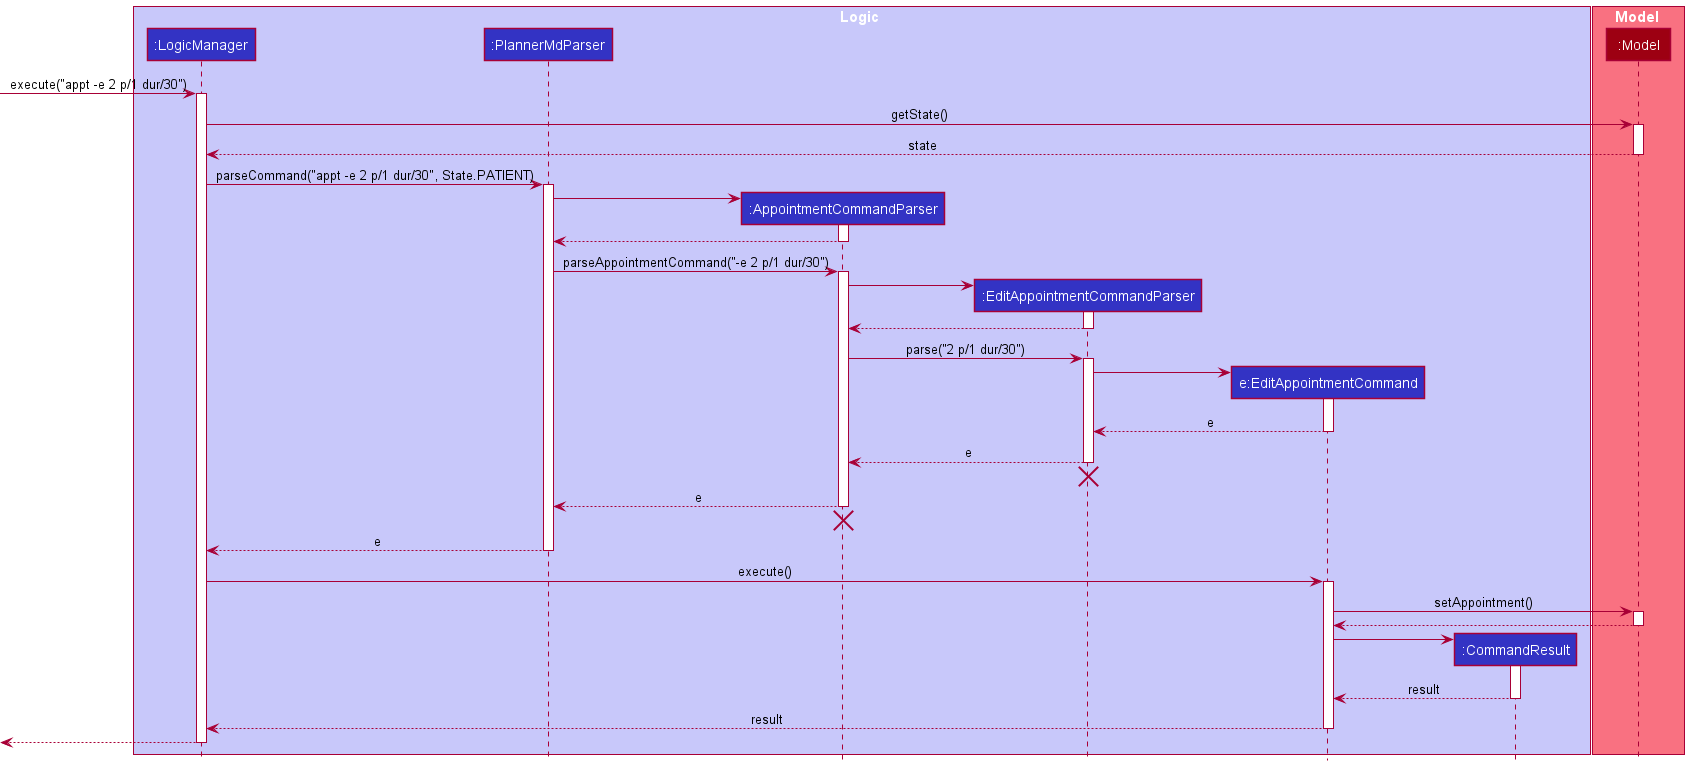 Logic
Model
:LogicManager
:PlannerMdParser
:Model
execute("appt -e 2 p/1 dur/30")
getState()
state
parseCommand("appt -e 2 p/1 dur/30", State.PATIENT)
:AppointmentCommandParser
parseAppointmentCommand("-e 2 p/1 dur/30")
:EditAppointmentCommandParser
parse("2 p/1 dur/30")
e:EditAppointmentCommand
e
e
e
e
execute()
setAppointment()
:CommandResult
result
result